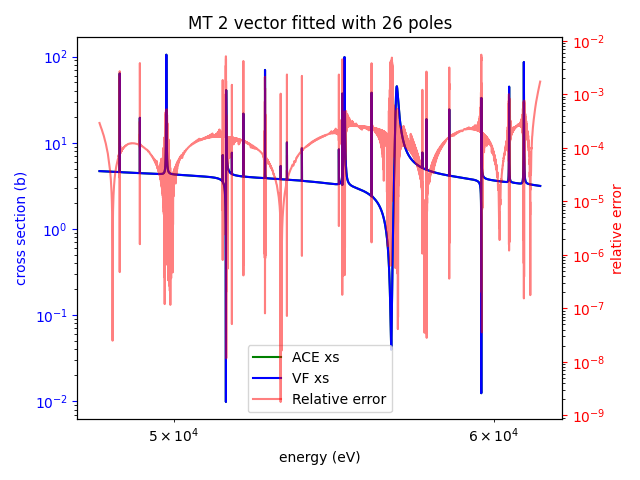 MT 2 vector fitted with 26 poles
cross section (b)
10²
10¹
10⁰
10⁻¹
10⁻²
10⁻²
10⁻³
10⁻⁴
10⁻⁵
10⁻⁶
10⁻⁷
10⁻⁸
10⁻⁹
relative error
ACE xs
VF xs
Relative error
5 × 10⁴ 6 × 10⁴
energy (eV)